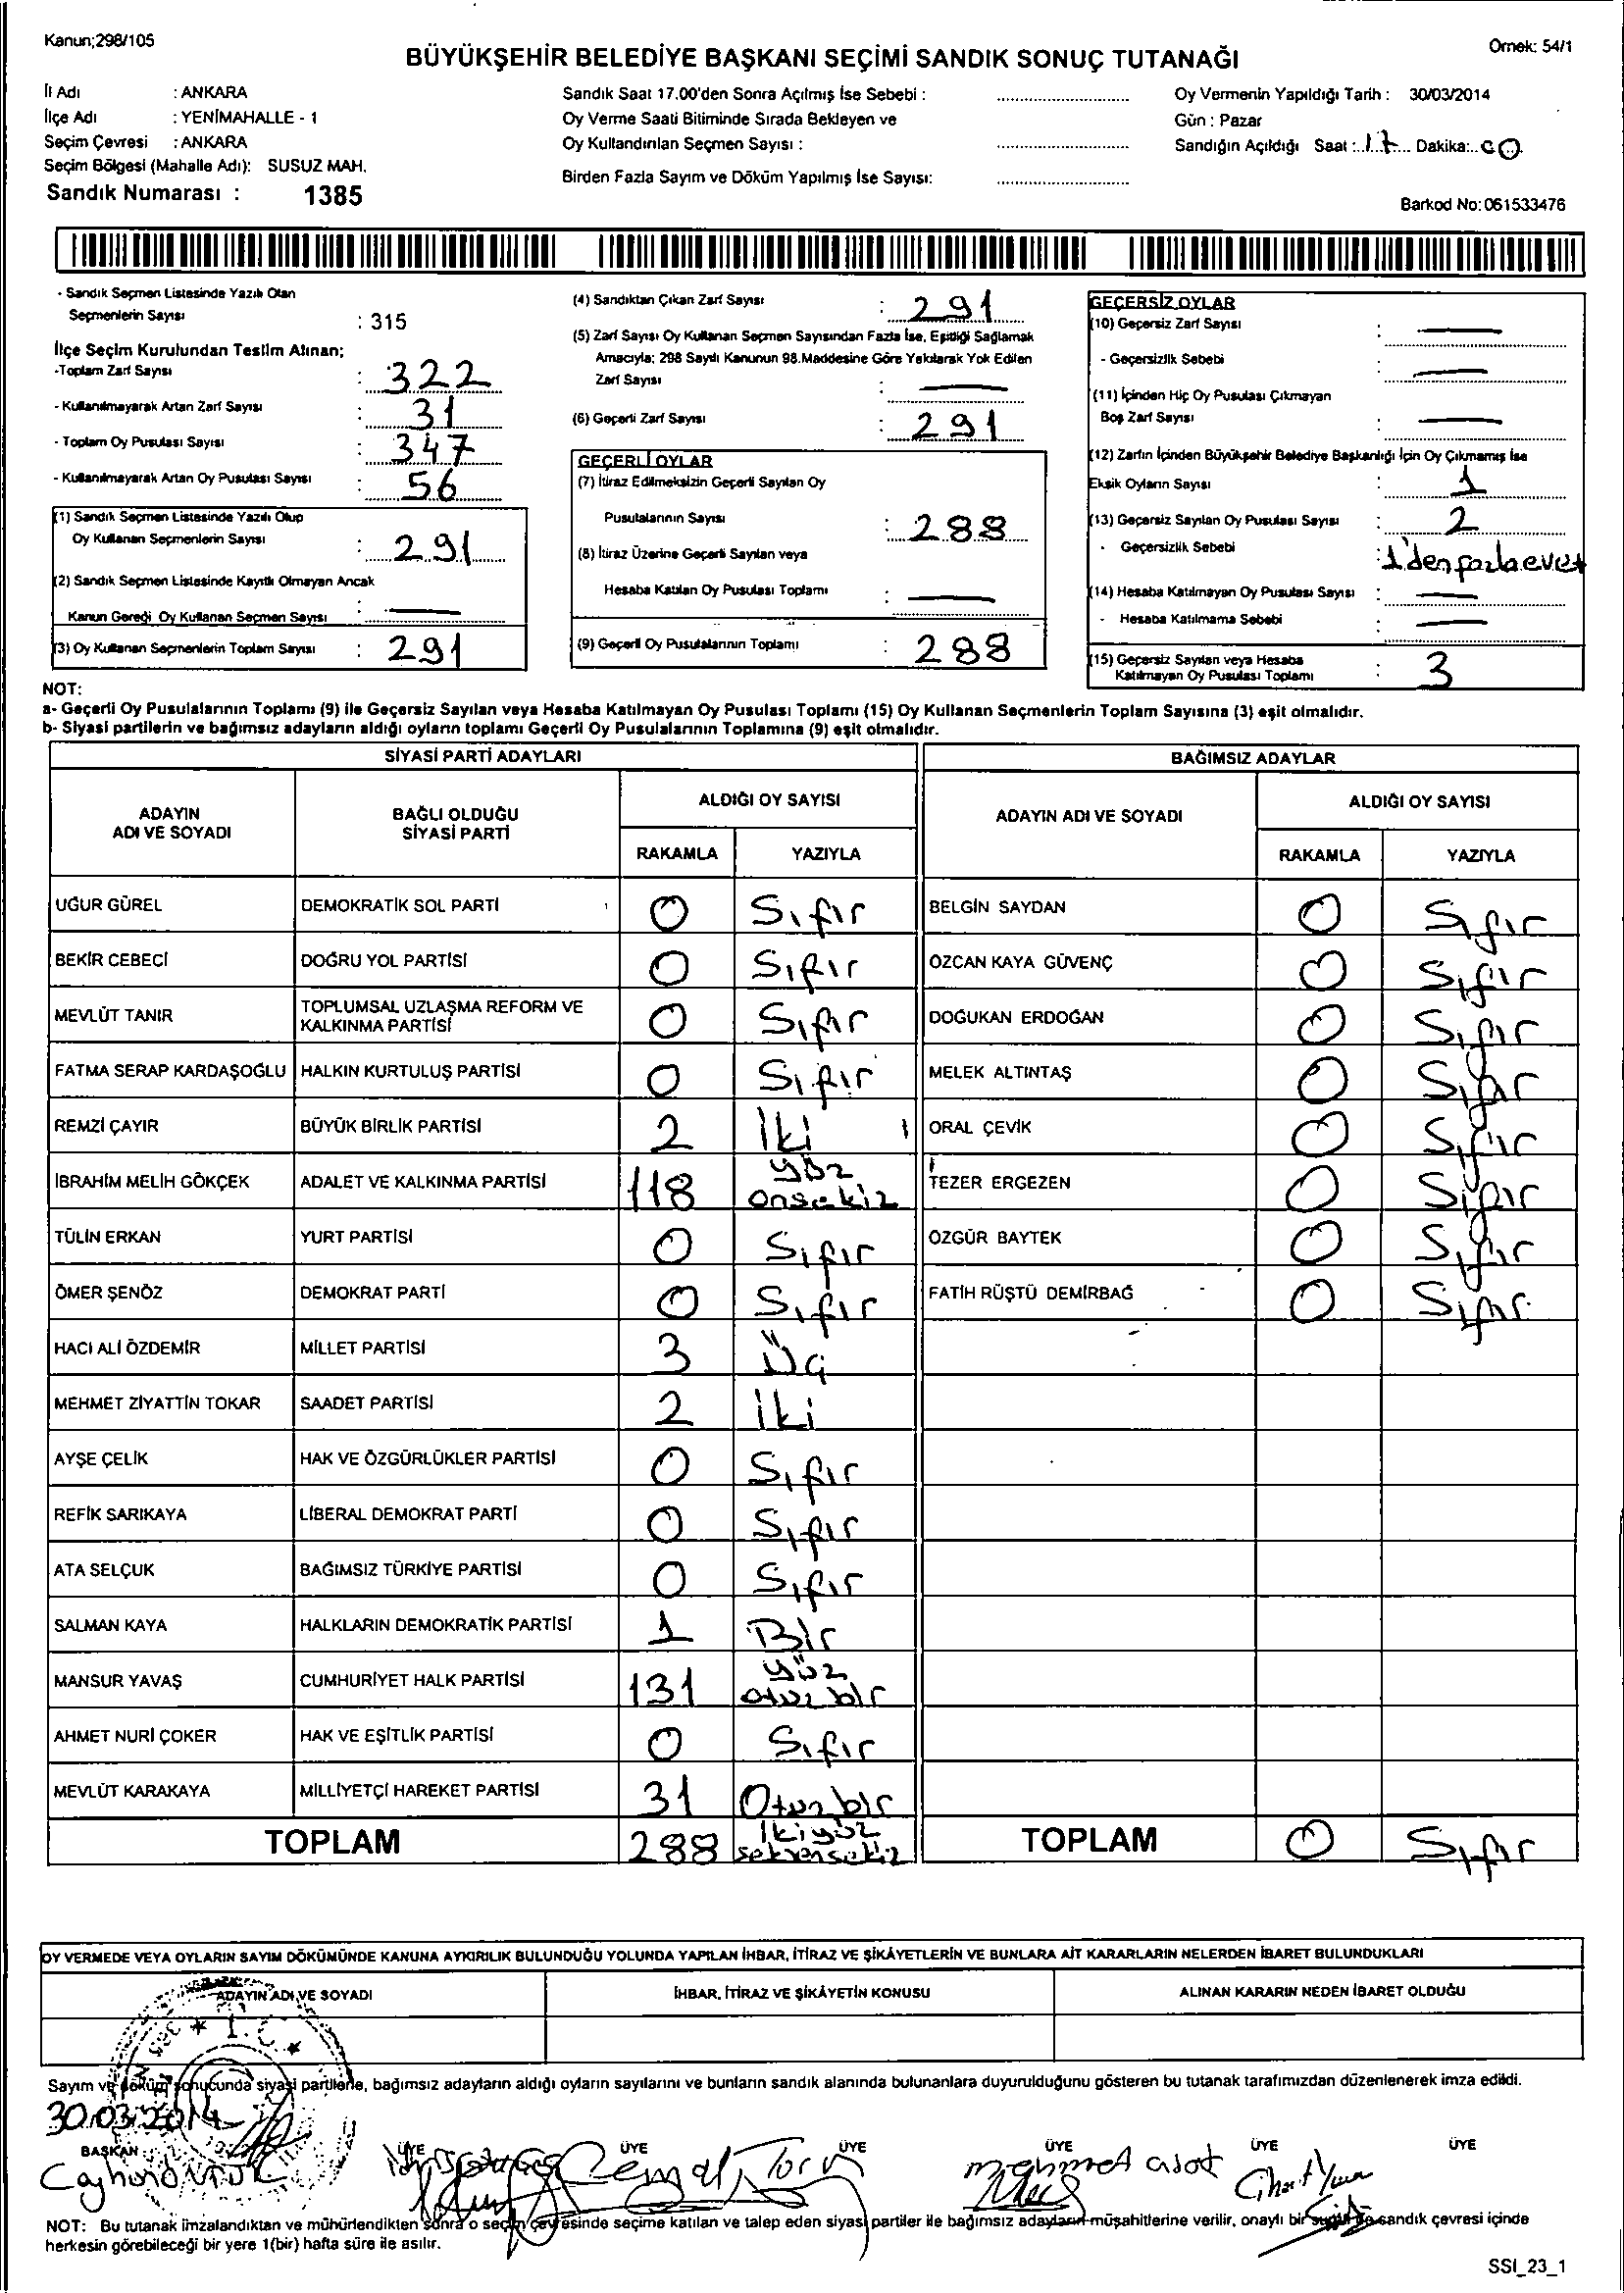 Kanun;298/105
Örnek: 54/1
BÜYÜKŞEHİR BELEDİYE BAŞKANI SEÇİMİ SANDIK SONUÇ TUTANAĞI
İl Adı : ANKARA
İlçe Adı : YENİMAHALLE - 1
Seçim Çevresi : ANKARA
Seçim Bölgesi (Mahalle Adı): SUSUZ MAH.
Sandık Numarası : 1385
Sandık Saat 17.00'den Sonra Açılmış İse Sebebi :
Oy Verme Saati Bitiminde Sırada Bekleyen ve
Oy Kullandırılan Seçmen Sayısı :
Birden Fazla Sayım ve Döküm Yapılmış İse Sayısı:
Oy Vermenin Yapıldığı Tarih : 30/03/2014
Gün : Pazar
Sandığın Açıldığı Saat : 17 Dakika: 00
Barkod No: 061533476
- Sandık Seçmen Listesinde Yazılı Olan
Seçmenlerin Sayısı : 315
İlçe Seçim Kurulundan Teslim Alınan;
-Toplam Zarf Sayısı : 322
- Kullanılmayarak Artan Zarf Sayısı : 31
- Toplam Oy Pusulası Sayısı : 347
- Kullanılmayarak Artan Oy Pusulası Sayısı : 56
(1) Sandık Seçmen Listesinde Yazılı Olup
Oy Kullanan Seçmenlerin Sayısı : 291
(2) Sandık Seçmen Listesinde Kayıtlı Olmayan Ancak
Kanun Gereği Oy Kullanan Seçmen Sayısı : —
(3) Oy Kullanan Seçmenlerin Toplam Sayısı : 291
(4) Sandıktan Çıkan Zarf Sayısı : 291
(5) Zarf Sayısı Oy Kullanan Seçmen Sayısından Fazla İse, Eşitliği Sağlamak
Amacıyla; 298 Sayılı Kanunun 98.Maddesine Göre Yakılarak Yok Edilen
Zarf Sayısı : —
(6) Geçerli Zarf Sayısı : 291
GEÇERLİ OYLAR
(7) İtiraz Edilmeksizin Geçerli Sayılan Oy
Pusulalarının Sayısı : 288
(8) İtiraz Üzerine Geçerli Sayılan veya
Hesaba Katılan Oy Pusulası Toplamı : —
(9) Geçerli Oy Pusulalarının Toplamı : 288
GEÇERSİZ OYLAR
(10) Geçersiz Zarf Sayısı : —
- Geçersizlik Sebebi : —
(11) İçinden Hiç Oy Pusulası Çıkmayan
Boş Zarf Sayısı : —
(12) Zarfın İçinden Büyükşehir Belediye Başkanlığı İçin Oy Çıkmamış İse
Eksik Oyların Sayısı : 1
(13) Geçersiz Sayılan Oy Pusulası Sayısı : 2
- Geçersizlik Sebebi : 1'den fazla evet
(14) Hesaba Katılmayan Oy Pusulası Sayısı : —
- Hesaba Katılmama Sebebi : —
(15) Geçersiz Sayılan veya Hesaba
Katılmayan Oy Pusulası Toplamı : 3
NOT:
a- Geçerli Oy Pusulalarının Toplamı (9) ile Geçersiz Sayılan veya Hesaba Katılmayan Oy Pusulası Toplamı (15) Oy Kullanan Seçmenlerin Toplam Sayısına (3) eşit olmalıdır.
b- Siyasi partilerin ve bağımsız adayların aldığı oyların toplamı Geçerli Oy Pusulalarının Toplamına (9) eşit olmalıdır.
SİYASİ PARTİ ADAYLARI
ADAYIN ADI VE SOYADI BAĞLI OLDUĞU SİYASİ PARTİ ALDIĞI OY SAYISI
RAKAMLA YAZIYLA
UĞUR GÜREL DEMOKRATİK SOL PARTİ 0 Sıfır
BEKİR CEBECİ DOĞRU YOL PARTİSİ 0 Sıfır
MEVLÜT TANIR TOPLUMSAL UZLAŞMA REFORM VE KALKINMA PARTİSİ 0 Sıfır
FATMA SERAP KARDAŞOĞLU HALKIN KURTULUŞ PARTİSİ 0 Sıfır
REMZİ ÇAYIR BÜYÜK BİRLİK PARTİSİ 2 İki
İBRAHİM MELİH GÖKÇEK ADALET VE KALKINMA PARTİSİ 118 yüz onsekiz
TÜLİN ERKAN YURT PARTİSİ 0 Sıfır
ÖMER ŞENÖZ DEMOKRAT PARTİ 0 Sıfır
HACI ALİ ÖZDEMİR MİLLET PARTİSİ 3 Üç
MEHMET ZİYATTİN TOKAR SAADET PARTİSİ 2 İki
AYŞE ÇELİK HAK VE ÖZGÜRLÜKLER PARTİSİ 0 Sıfır
REFİK SARIKAYA LİBERAL DEMOKRAT PARTİ 0 Sıfır
ATA SELÇUK BAĞIMSIZ TÜRKİYE PARTİSİ 0 Sıfır
SALMAN KAYA HALKLARIN DEMOKRATİK PARTİSİ 1 Bir
MANSUR YAVAŞ CUMHURİYET HALK PARTİSİ 131 yüz otuz bir
AHMET NURİ ÇOKER HAK VE EŞİTLİK PARTİSİ 0 Sıfır
MEVLÜT KARAKAYA MİLLİYETÇİ HAREKET PARTİSİ 31 Otuz bir
TOPLAM 288 İkiyüz seksensekiz
BAĞIMSIZ ADAYLAR
ADAYIN ADI VE SOYADI ALDIĞI OY SAYISI
RAKAMLA YAZIYLA
BELGİN SAYDAN 0 Sıfır
ÖZCAN KAYA GÜVENÇ 0 Sıfır
DOĞUKAN ERDOĞAN 0 Sıfır
MELEK ALTINTAŞ 0 Sıfır
ORAL ÇEVİK 0 Sıfır
TEZER ERGEZEN 0 Sıfır
ÖZGÜR BAYTEK 0 Sıfır
FATİH RÜŞTÜ DEMİRBAĞ 0 Sıfır
TOPLAM 0 Sıfır
OY VERMEDE VEYA OYLARIN SAYIM DÖKÜMÜNDE KANUNA AYKIRILIK BULUNDUĞU YOLUNDA YAPILAN İHBAR, İTİRAZ VE ŞİKÂYETLERİN VE BUNLARA AİT KARARLARIN NELERDEN İBARET BULUNDUKLARI
ADAYIN ADI VE SOYADI İHBAR, İTİRAZ VE ŞİKÂYETİN KONUSU ALINAN KARARIN NEDEN İBARET OLDUĞU
T.C.
Sayım ve döküm sonucunda siyasi partilerle, bağımsız adayların aldığı oyların sayılarını ve bunların sandık alanında bulunanlara duyurulduğunu gösteren bu tutanak tarafımızdan düzenlenerek imza edildi.
30.03.2014
BAŞKAN ÜYE ÜYE ÜYE ÜYE ÜYE ÜYE
Cemal Torun
NOT: Bu tutanak imzalandıktan ve mühürlendikten sonra o seçim çevresinde seçime katılan ve talep eden siyasi partiler ile bağımsız adayların müşahitlerine verilir, onaylı bir sureti de sandık çevresi içinde
herkesin görebileceği bir yere 1(bir) hafta süre ile asılır.
SSI_23_1